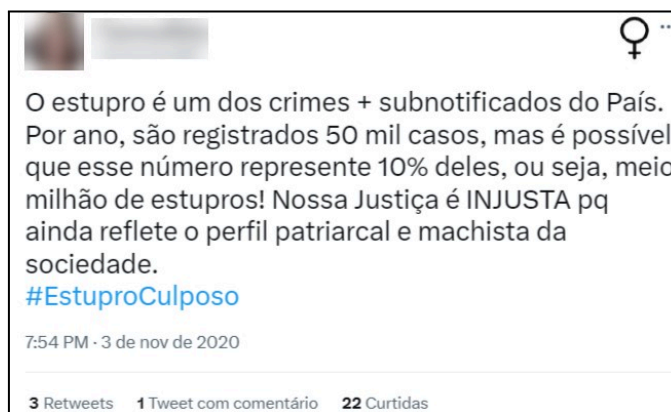 O estupro é um dos crimes + subnotificados do País.
Por ano, são registrados 50 mil casos, mas é possível
que esse número represente 10% deles, ou seja, meio
milhão de estupros! Nossa Justiça é INJUSTA pq
ainda reflete o perfil patriarcal e machista da
sociedade.
#EstuproCulposo
7:54 PM · 3 de nov de 2020
3 Retweets 1 Tweet com comentário 22 Curtidas